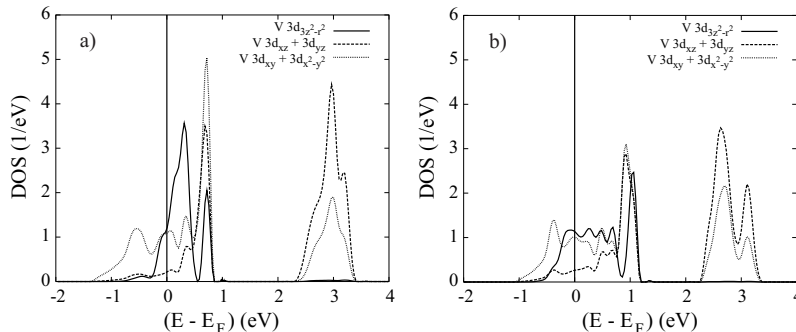 a)
V 3d3z²-r²
V 3dxz + 3dyz
V 3dxy + 3dx²-y²
DOS (1/eV)
6
5
4
3
2
1
0
-2 -1 0 1 2 3 4
(E - EF) (eV)
b)
V 3d3z²-r²
V 3dxz + 3dyz
V 3dxy + 3dx²-y²
DOS (1/eV)
6
5
4
3
2
1
0
-2 -1 0 1 2 3 4
(E - EF) (eV)